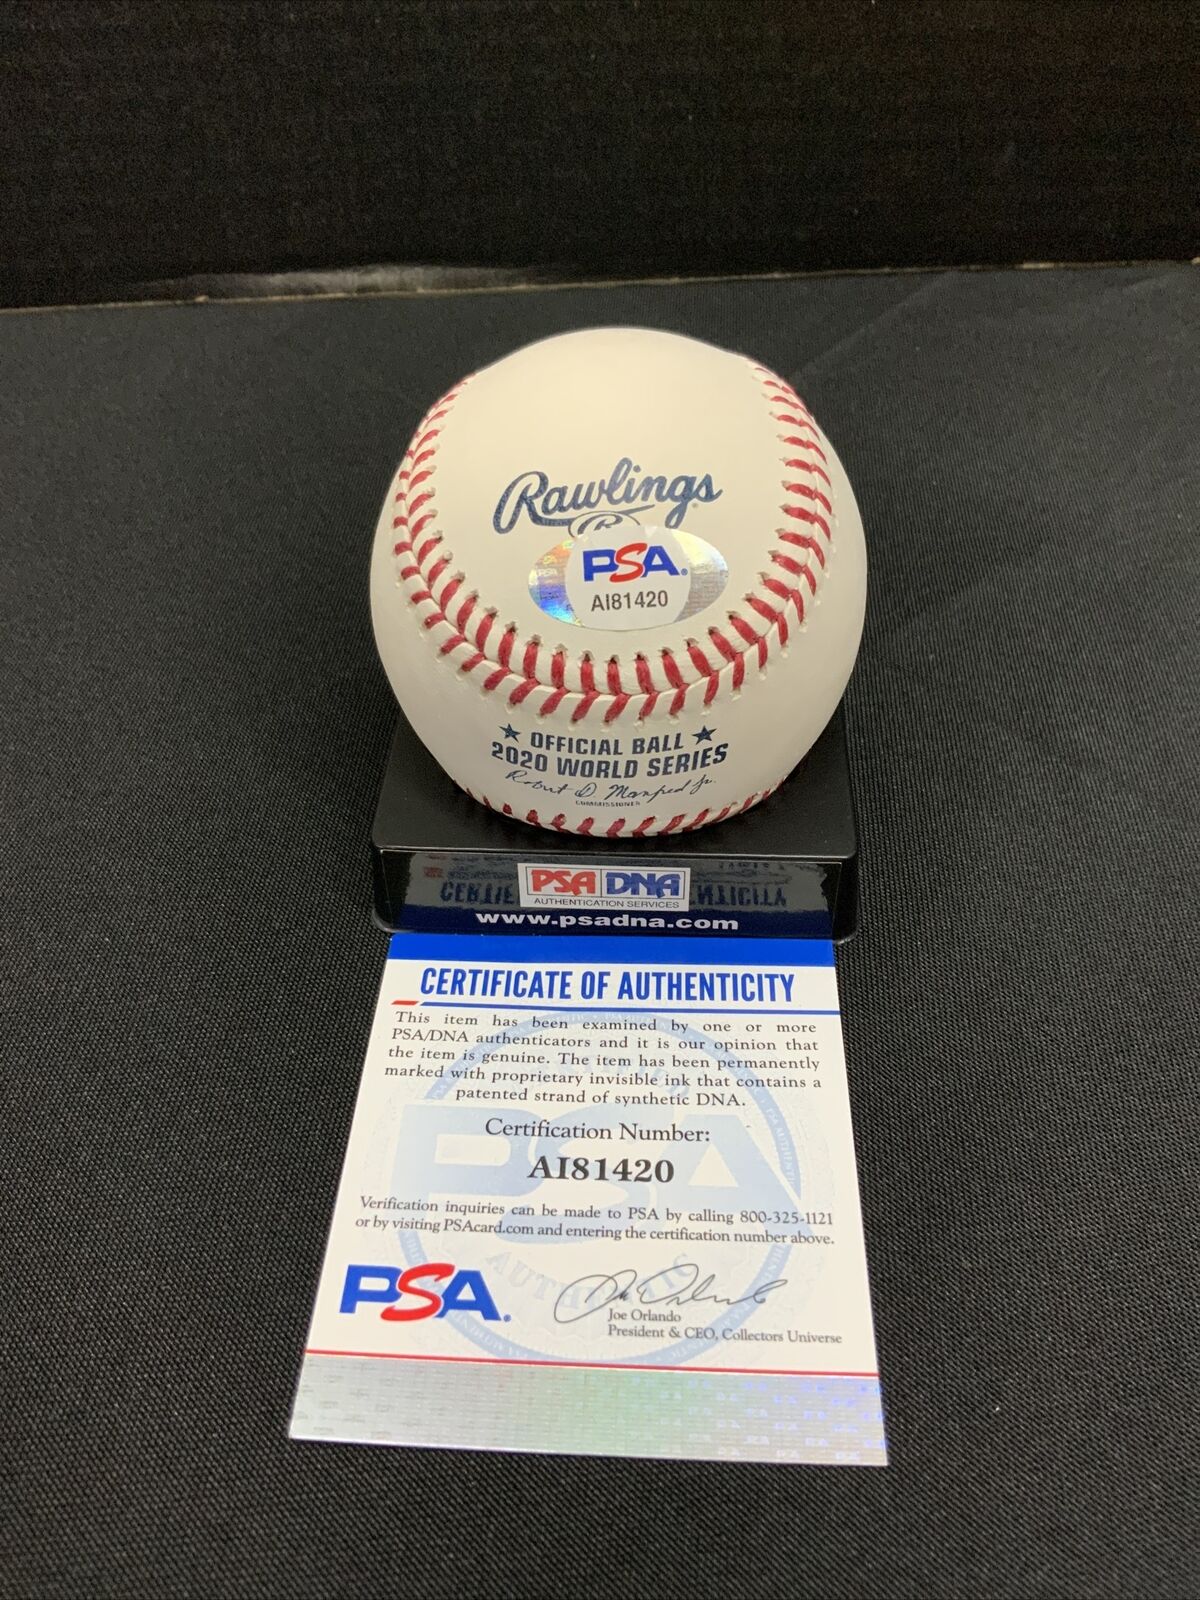 Rawlings
R
PSA.
AI81420
★ OFFICIAL BALL ★
2020 WORLD SERIES
Robert D. Manfred Jr.
COMMISSIONER
PSA DNA
AUTHENTICATION SERVICES
www.psadna.com
CERTIFICATE OF AUTHENTICITY
This item has been examined by one or more
PSA/DNA authenticators and it is our opinion that
the item is genuine. The item has been permanently
marked with proprietary invisible ink that contains a
patented strand of synthetic DNA.
Certification Number:
AI81420
Verification inquiries can be made to PSA by calling 800-325-1121
or by visiting PSAcard.com and entering the certification number above.
PSA.
Joe Orlando
Joe Orlando
President & CEO, Collectors Universe